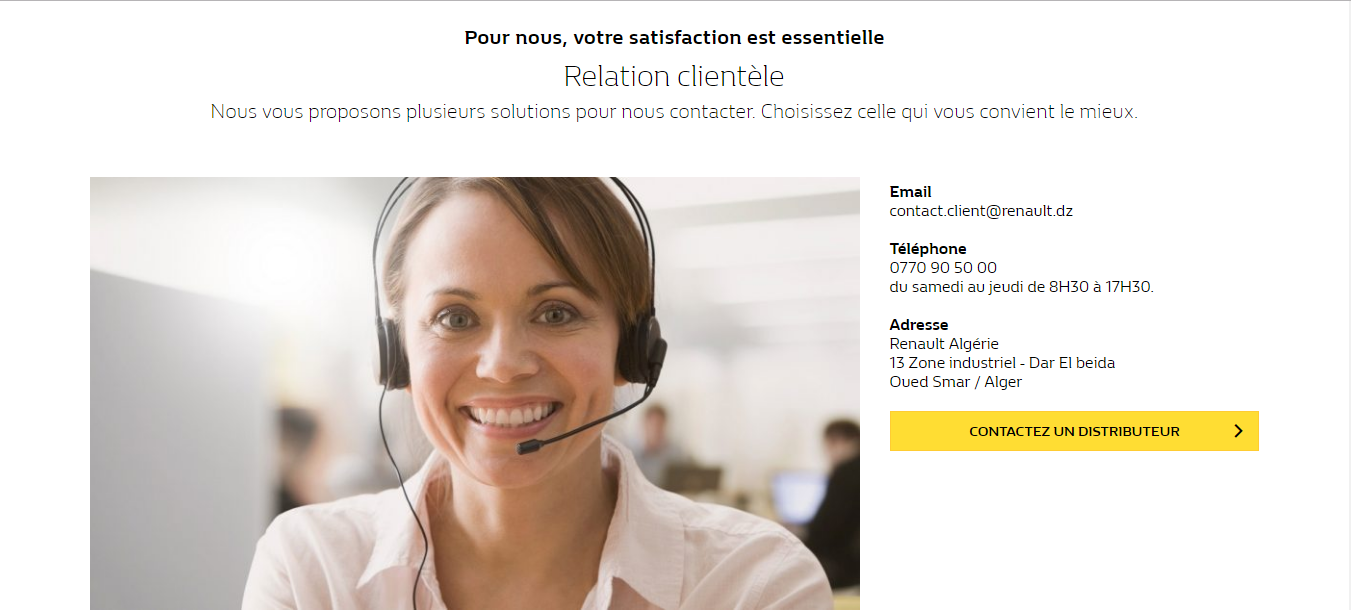 Pour nous, votre satisfaction est essentielle
Relation clientèle
Nous vous proposons plusieurs solutions pour nous contacter. Choisissez celle qui vous convient le mieux.
Email
contact.client@renault.dz
Téléphone
0770 90 50 00
du samedi au jeudi de 8H30 à 17H30.
Adresse
Renault Algérie
13 Zone industriel - Dar El beida
Oued Smar / Alger
CONTACTEZ UN DISTRIBUTEUR